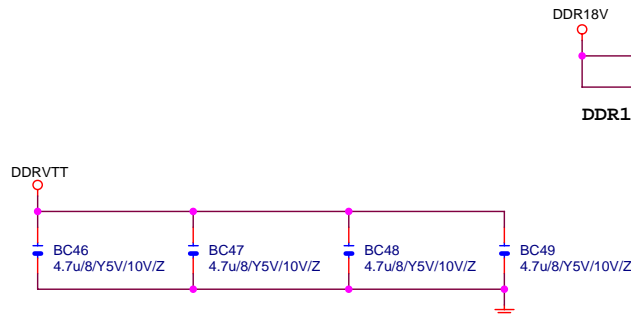 DDR18V
DDR1
DDRVTT
BC46
4.7u/8/Y5V/10V/Z
BC47
4.7u/8/Y5V/10V/Z
BC48
4.7u/8/Y5V/10V/Z
BC49
4.7u/8/Y5V/10V/Z